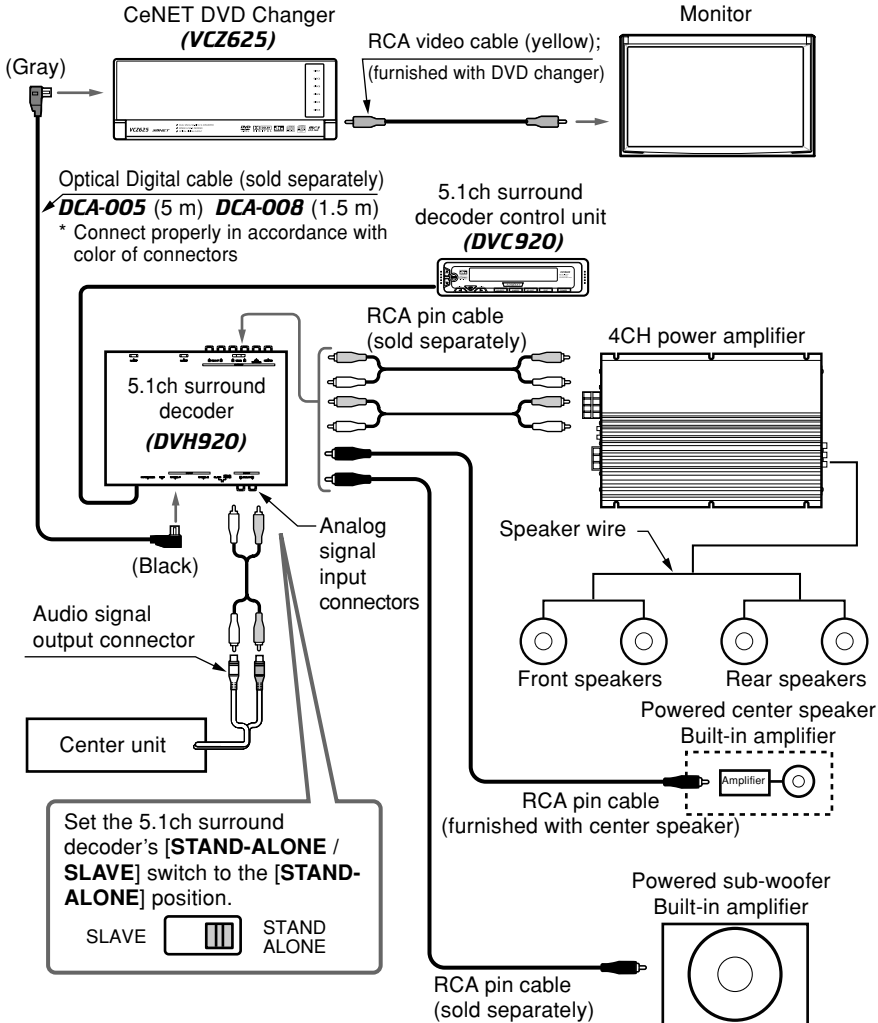 CeNET DVD Changer
(VCZ625)
Monitor
RCA video cable (yellow);
(furnished with DVD changer)
(Gray)
VCZ625
Optical Digital cable (sold separately)
DCA-005 (5 m) DCA-008 (1.5 m)
* Connect properly in accordance with
color of connectors
5.1ch surround
decoder control unit
(DVC920)
RCA pin cable
(sold separately)
4CH power amplifier
5.1ch surround
decoder
(DVH920)
(Black)
Analog
signal
input
connectors
Speaker wire
Audio signal
output connector
Front speakers
Rear speakers
Center unit
Powered center speaker
Built-in amplifier
Amplifier
RCA pin cable
(furnished with center speaker)
Set the 5.1ch surround
decoder's [STAND-ALONE /
SLAVE] switch to the [STAND-
ALONE] position.
SLAVE
STAND
ALONE
Powered sub-woofer
Built-in amplifier
RCA pin cable
(sold separately)